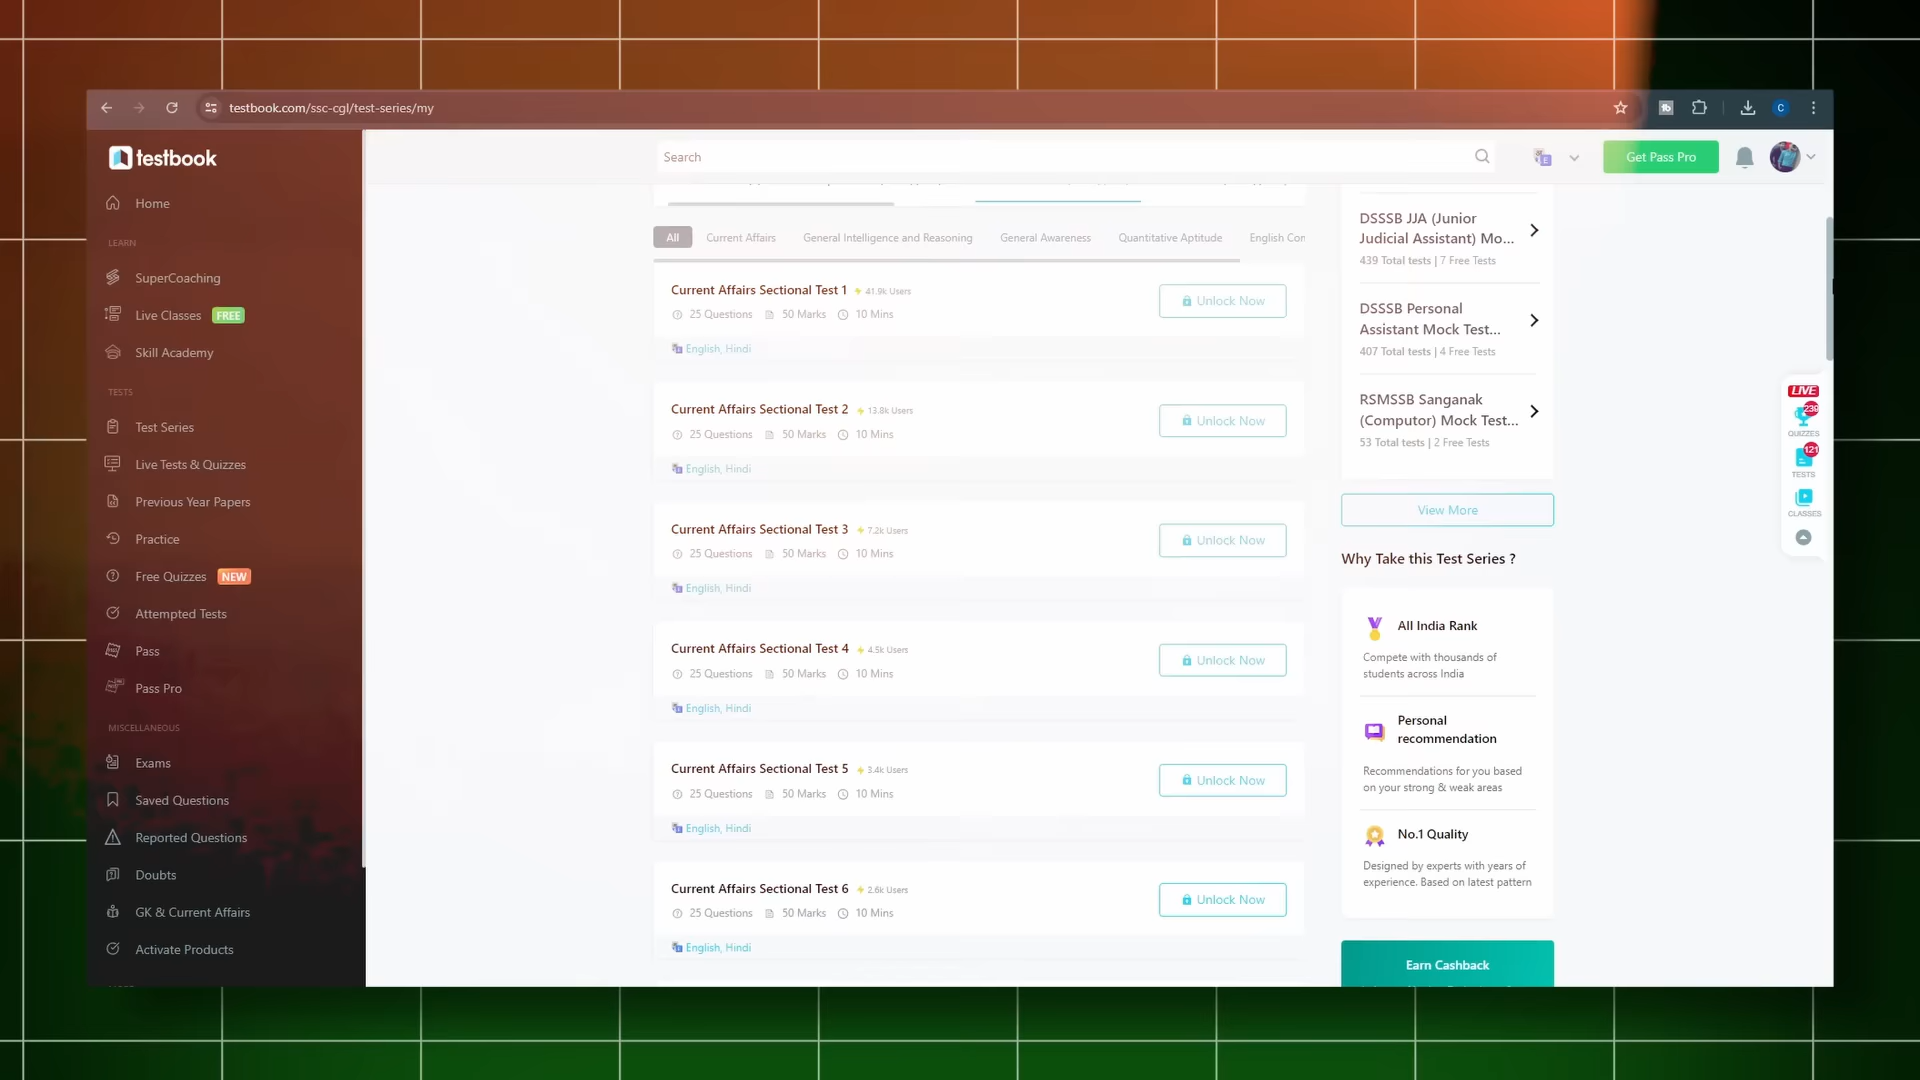 testbook.com/ssc-cgl/test-series/my
C
testbook
Search
Get Pass Pro
Home
LEARN
SuperCoaching
Live Classes FREE
Skill Academy
TESTS
Test Series
Live Tests & Quizzes
Previous Year Papers
Practice
Free Quizzes NEW
Attempted Tests
Pass
Pass Pro
MISCELLANEOUS
Exams
Saved Questions
Reported Questions
Doubts
GK & Current Affairs
Activate Products
All Current Affairs General Intelligence and Reasoning General Awareness Quantitative Aptitude English Con
Current Affairs Sectional Test 1 41.9k Users
25 Questions 50 Marks 10 Mins
Unlock Now
English, Hindi
Current Affairs Sectional Test 2 13.8k Users
25 Questions 50 Marks 10 Mins
Unlock Now
English, Hindi
Current Affairs Sectional Test 3 7.2k Users
25 Questions 50 Marks 10 Mins
Unlock Now
English, Hindi
Current Affairs Sectional Test 4 4.5k Users
25 Questions 50 Marks 10 Mins
Unlock Now
English, Hindi
Current Affairs Sectional Test 5 3.4k Users
25 Questions 50 Marks 10 Mins
Unlock Now
English, Hindi
Current Affairs Sectional Test 6 2.6k Users
25 Questions 50 Marks 10 Mins
Unlock Now
English, Hindi
DSSSB JJA (Junior
Judicial Assistant) Mo...
439 Total tests | 7 Free Tests
DSSSB Personal
Assistant Mock Test...
407 Total tests | 4 Free Tests
RSMSSB Sanganak
(Computor) Mock Test...
53 Total tests | 2 Free Tests
View More
Why Take this Test Series ?
All India Rank
Compete with thousands of
students across India
Personal
recommendation
Recommendations for you based
on your strong & weak areas
No.1 Quality
Designed by experts with years of
experience. Based on latest pattern
Earn Cashback
LIVE
239
QUIZZES
121
TESTS
CLASSES